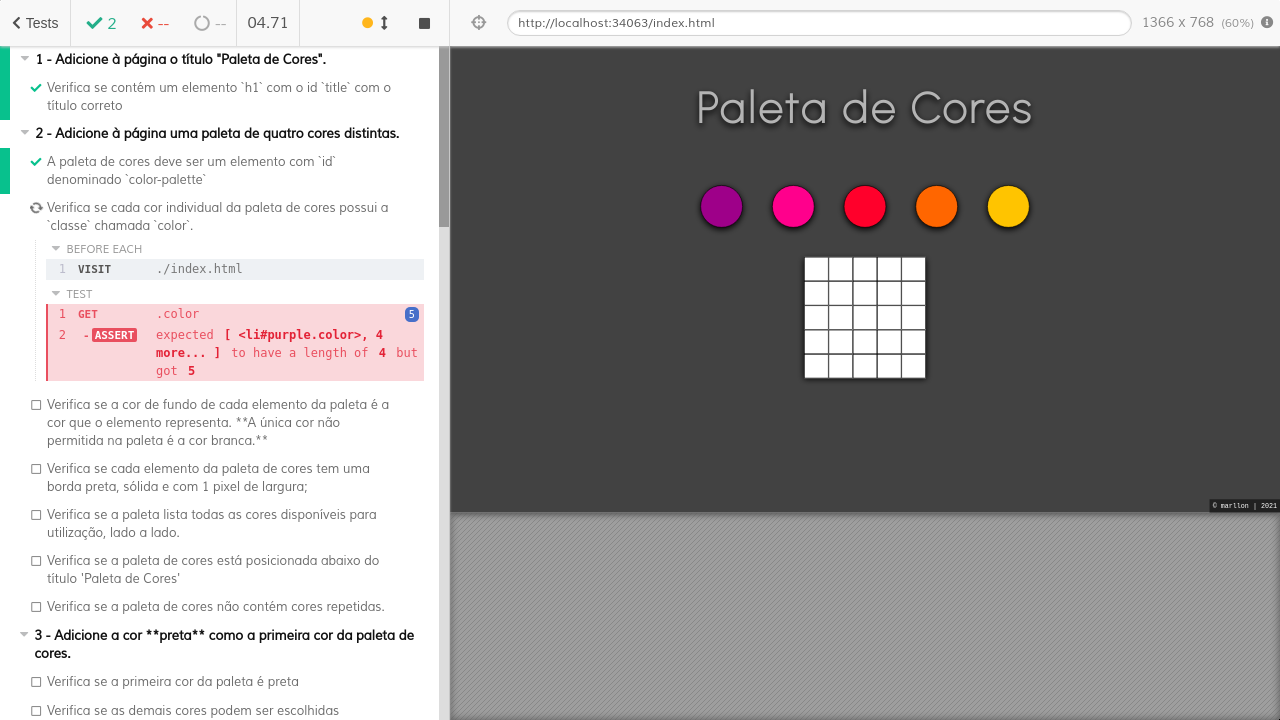 Tests
2
--
--
04.71
http://localhost:34063/index.html
1366 x 768 (60%)
1 - Adicione à página o título "Paleta de Cores".
Verifica se contém um elemento `h1` com o id `title` com o
título correto
2 - Adicione à página uma paleta de quatro cores distintas.
A paleta de cores deve ser um elemento com `id`
denominado `color-palette`
Verifica se cada cor individual da paleta de cores possui a
`classe` chamada `color`.
BEFORE EACH
1 VISIT ./index.html
TEST
1 GET .color 5
2 -ASSERT expected [ <li#purple.color>, 4
more... ] to have a length of 4 but
got 5
Verifica se a cor de fundo de cada elemento da paleta é a
cor que o elemento representa. **A única cor não
permitida na paleta é a cor branca.**
Verifica se cada elemento da paleta de cores tem uma
borda preta, sólida e com 1 pixel de largura;
Verifica se a paleta lista todas as cores disponíveis para
utilização, lado a lado.
Verifica se a paleta de cores está posicionada abaixo do
título 'Paleta de Cores'
Verifica se a paleta de cores não contém cores repetidas.
3 - Adicione a cor **preta** como a primeira cor da paleta de
cores.
Verifica se a primeira cor da paleta é preta
Verifica se as demais cores podem ser escolhidas
Paleta de Cores
© marllon | 2021